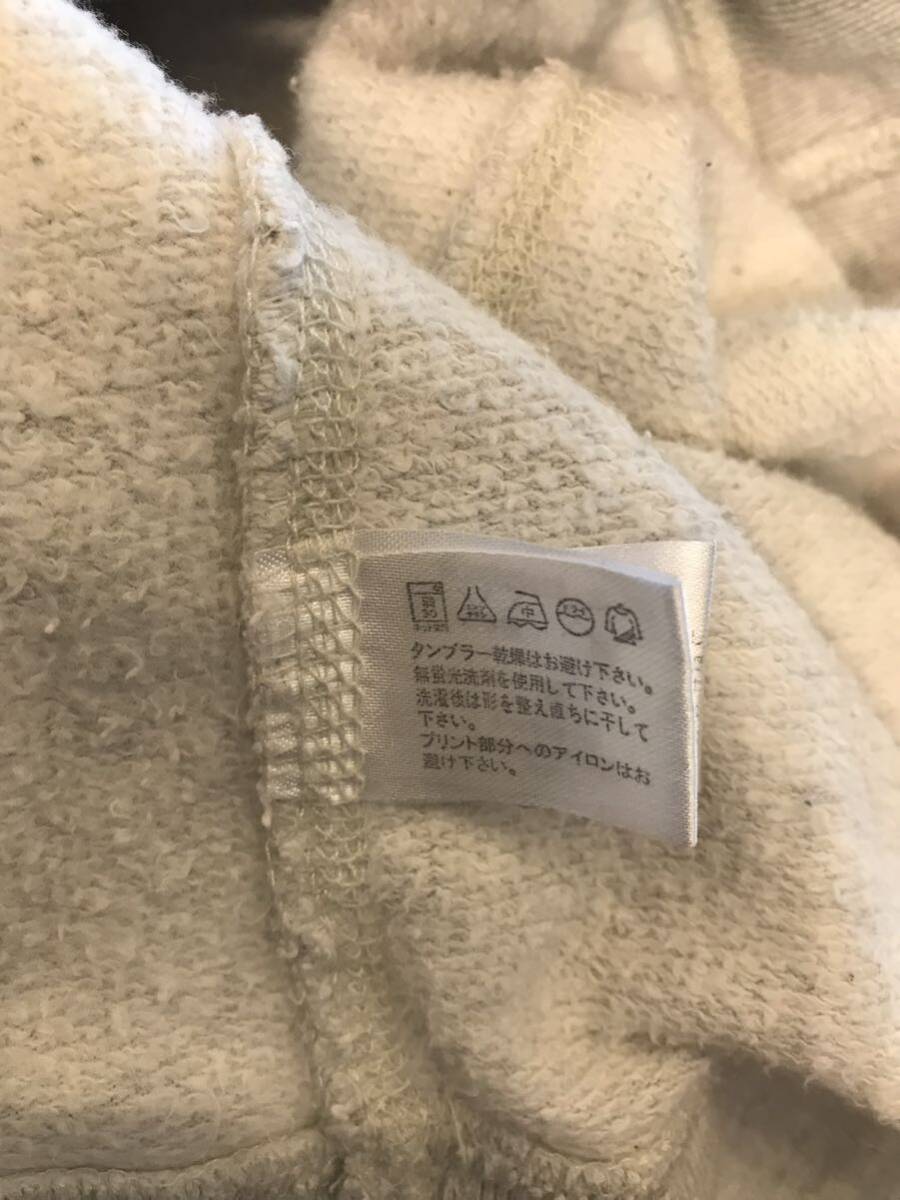 中
タンブラー乾燥はお避け下さい。
無蛍光洗剤を使用して下さい。
洗濯後は形を整え直ちに干して
下さい。
プリント部分へのアイロンはお
避け下さい。